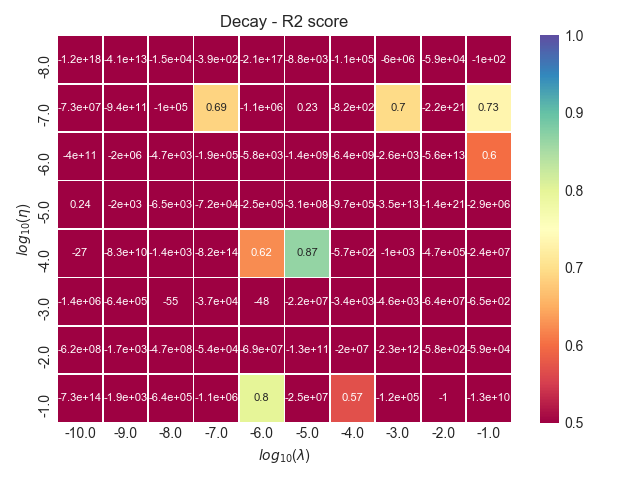 Decay - R2 score
-8.0 -1.2e+18 -4.1e+13 -1.5e+04 -3.9e+02 -2.1e+17 -8.8e+03 -1.1e+05 -6e+06 -5.9e+04 -1e+02
-7.0 -7.3e+07 -9.4e+11 -1e+05 0.69 -1.1e+06 0.23 -8.2e+02 0.7 -2.2e+21 0.73
-6.0 -4e+11 -2e+06 -4.7e+03 -1.9e+05 -5.8e+03 -1.4e+09 -6.4e+09 -2.6e+03 -5.6e+13 0.6
-5.0 0.24 -2e+03 -6.5e+03 -7.2e+04 -2.5e+05 -3.1e+08 -9.7e+05 -3.5e+13 -1.4e+21 -2.9e+06
-4.0 -27 -8.3e+10 -1.4e+03 -8.2e+14 0.62 0.87 -5.7e+02 -1e+03 -4.7e+05 -2.4e+07
-3.0 -1.4e+06 -6.4e+05 -55 -3.7e+04 -48 -2.2e+07 -3.4e+03 -4.6e+03 -6.4e+07 -6.5e+02
-2.0 -6.2e+08 -1.7e+03 -4.7e+08 -5.4e+04 -6.9e+07 -1.3e+11 -2e+07 -2.3e+12 -5.8e+02 -5.9e+04
-1.0 -7.3e+14 -1.9e+03 -6.4e+05 -1.1e+06 0.8 -2.5e+07 0.57 -1.2e+05 -1 -1.3e+10
-10.0 -9.0 -8.0 -7.0 -6.0 -5.0 -4.0 -3.0 -2.0 -1.0
log₁₀(λ)
log₁₀(η)
1.0
0.9
0.8
0.7
0.6
0.5